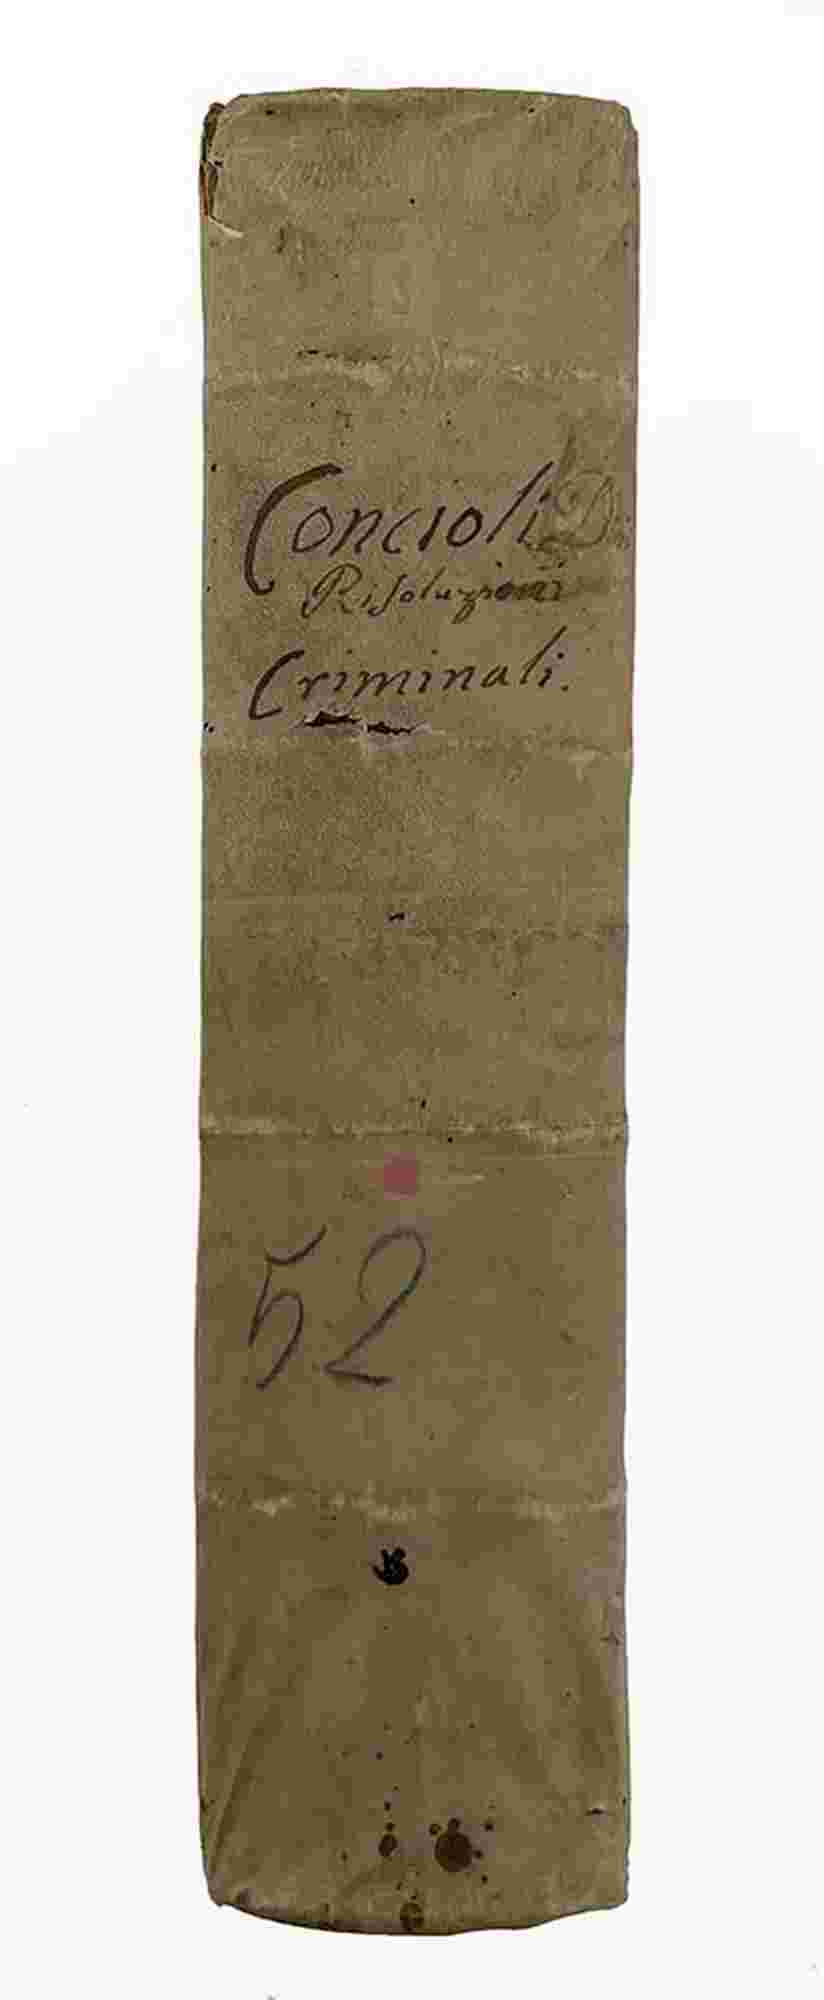 Concioli D
Risoluzioni
Criminali.
52